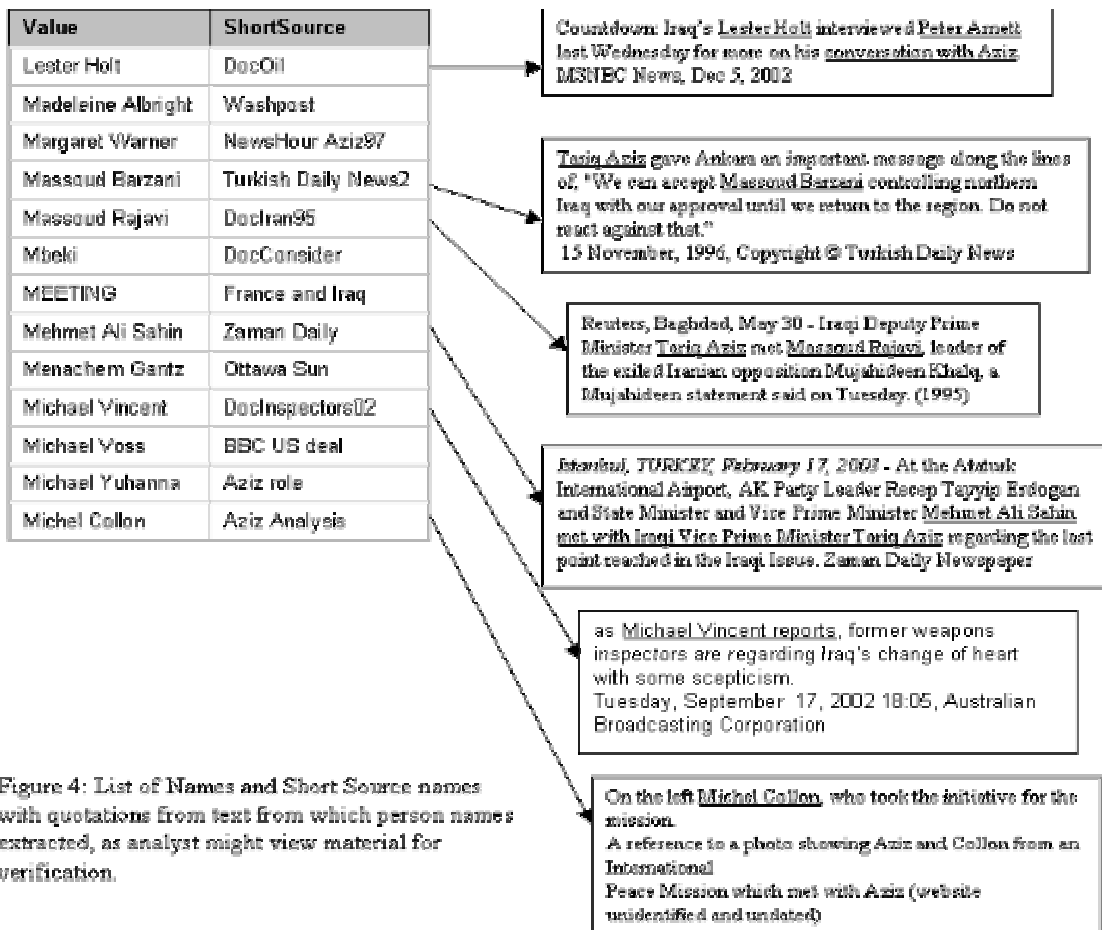 Value ShortSource
Lester Holt DocOil
Madeleine Albright Washpost
Margaret Warner NewsHour Aziz97
Massoud Barzani Turkish Daily News2
Massoud Rajavi DocIran95
Mbeki DocConsider
MEETING France and Iraq
Mehmet Ali Sahin Zaman Daily
Menachem Gantz Ottawa Sun
Michael Vincent DocInspectors▯2
Michael Voss BBC US deal
Michael Yuhanna Aziz role
Michel Collon Aziz Analysis
Countdown: Iraq's Lester Holt interviewed Peter Arnett
last Wednesday for more on his conversation with Aziz
MSNBC News, Dec 5, 2002
Tariq Aziz gave Ankara an important message along the lines
of, "We can accept Massoud Barzani controlling northern
Iraq with our approval until we return to the region. Do not
react against that."
15 November, 1996, Copyright © Turkish Daily News
Reuters, Baghdad, May 30 - Iraqi Deputy Prime
Minister Tariq Aziz met Massoud Rajavi, leader of
the exiled Iranian opposition Mujahideen Khalq, a
Mujahideen statement said on Tuesday. (1995)
Istanbul, TURKEY, February 17, 2003 - At the Ataturk
International Airport, AK Party Leader Recep Tayyip Erdogan
and State Minister and Vice Prime Minister Mehmet Ali Sahin
met with Iraqi Vice Prime Minister Tariq Aziz regarding the last
point reached in the Iraqi Issue. Zaman Daily Newspaper
as Michael Vincent reports, former weapons
inspectors are regarding Iraq's change of heart
with some scepticism.
Tuesday, September 17, 2002 18:05, Australian
Broadcasting Corporation
On the left Michel Collon, who took the initiative for the
mission.
A reference to a photo showing Aziz and Collon from an
International
Peace Mission which met with Aziz (website
unidentified and undated)
Figure 4: List of Names and Short Source names
with quotations from text from which person names
extracted, as analyst might view material for
verification.